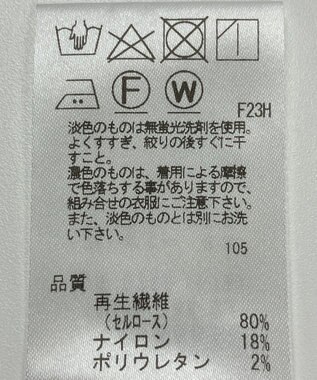 F W F23H
淡色のものは無蛍光洗剤を使用。
よくすすぎ、絞りの後すぐに干
すこと。
濃色のものは、着用による摩擦
で色落ちする事がありますので、
組み合せの衣服にご注意下さい。
また、淡色のものとは別にお洗
い下さい。
105
品質
再生繊維
(セルロース) 80%
ナイロン 18%
ポリウレタン 2%